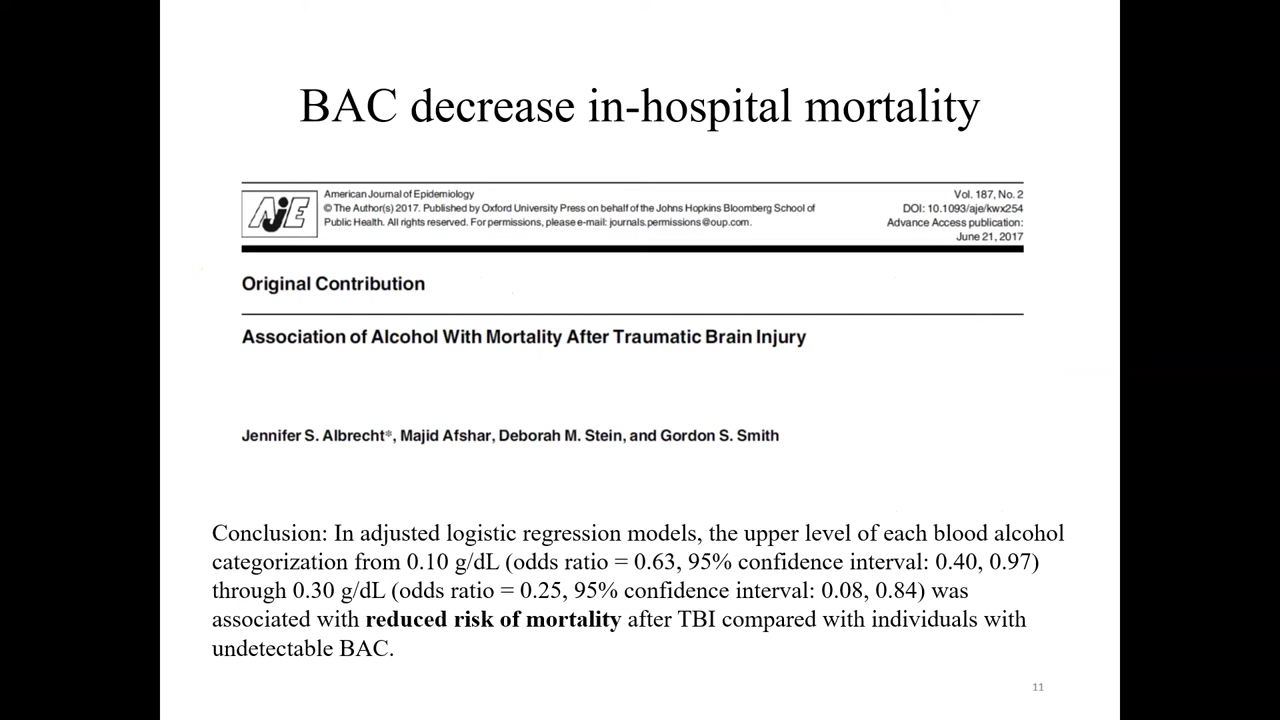 BAC decrease in-hospital mortality
AJE
American Journal of Epidemiology
© The Author(s) 2017. Published by Oxford University Press on behalf of the Johns Hopkins Bloomberg School of
Public Health. All rights reserved. For permissions, please e-mail: journals.permissions@oup.com.
Vol. 187, No. 2
DOI: 10.1093/aje/kwx254
Advance Access publication:
June 21, 2017
Original Contribution
Association of Alcohol With Mortality After Traumatic Brain Injury
Jennifer S. Albrecht*, Majid Afshar, Deborah M. Stein, and Gordon S. Smith
Conclusion: In adjusted logistic regression models, the upper level of each blood alcohol
categorization from 0.10 g/dL (odds ratio = 0.63, 95% confidence interval: 0.40, 0.97)
through 0.30 g/dL (odds ratio = 0.25, 95% confidence interval: 0.08, 0.84) was
associated with reduced risk of mortality after TBI compared with individuals with
undetectable BAC.
11